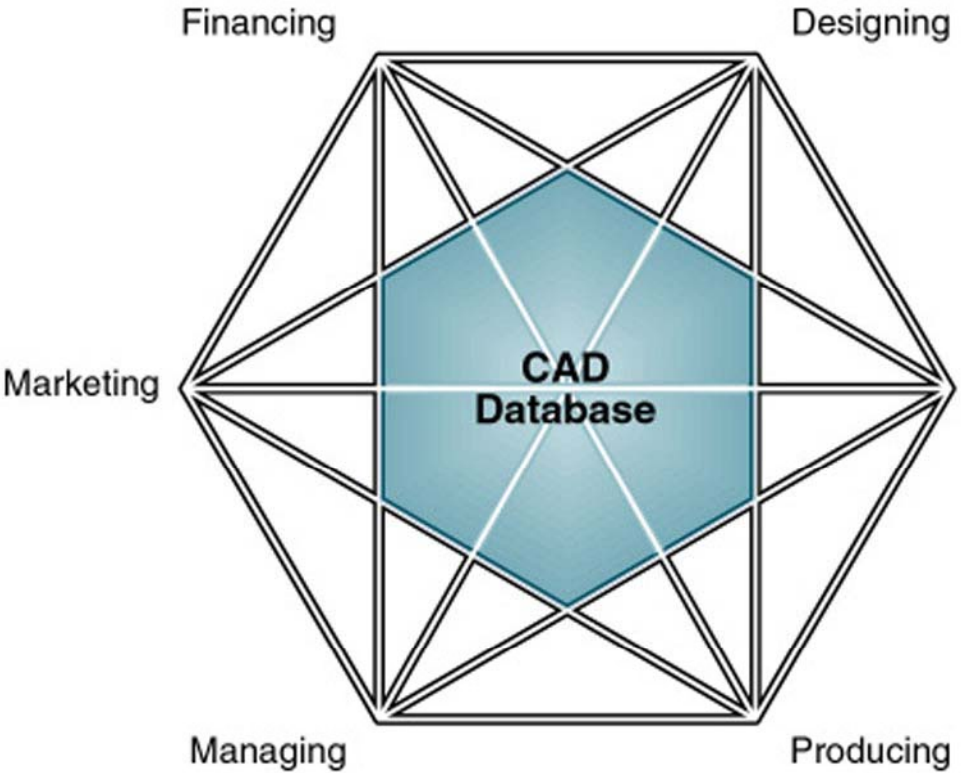 Financing
Designing
Marketing
CAD
Database
Managing
Producing